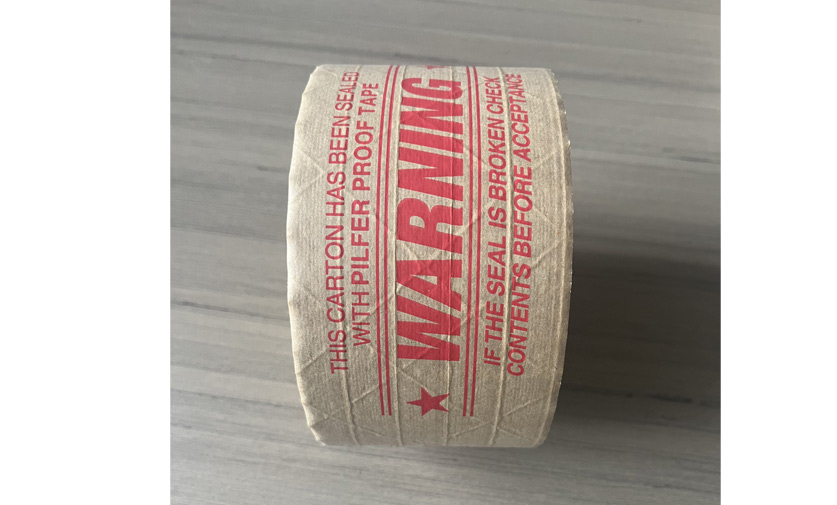 THIS CARTON HAS BEEN SEALED
WITH PILFER PROOF TAPE
WARNING
IF THE SEAL IS BROKEN CHECK
CONTENTS BEFORE ACCEPTANCE